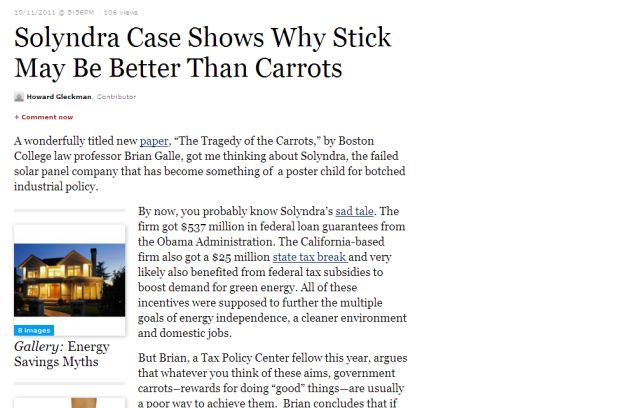 10/11/2011 @ 5:56PM | 106 views
Solyndra Case Shows Why Stick
May Be Better Than Carrots
Howard Gleckman, Contributor
+ Comment now
A wonderfully titled new paper, “The Tragedy of the Carrots,” by Boston
College law professor Brian Galle, got me thinking about Solyndra, the failed
solar panel company that has become something of a poster child for botched
industrial policy.
By now, you probably know Solyndra’s sad tale. The
firm got $537 million in federal loan guarantees from
the Obama Administration. The California-based
firm also got a $25 million state tax break and very
likely also benefited from federal tax subsidies to
boost demand for green energy. All of these
incentives were supposed to further the multiple
goals of energy independence, a cleaner environment
and domestic jobs.
8 images
Gallery: Energy
Savings Myths
But Brian, a Tax Policy Center fellow this year, argues
that whatever you think of these aims, government
carrots–rewards for doing “good” things—are usually
a poor way to achieve them. Brian concludes that if